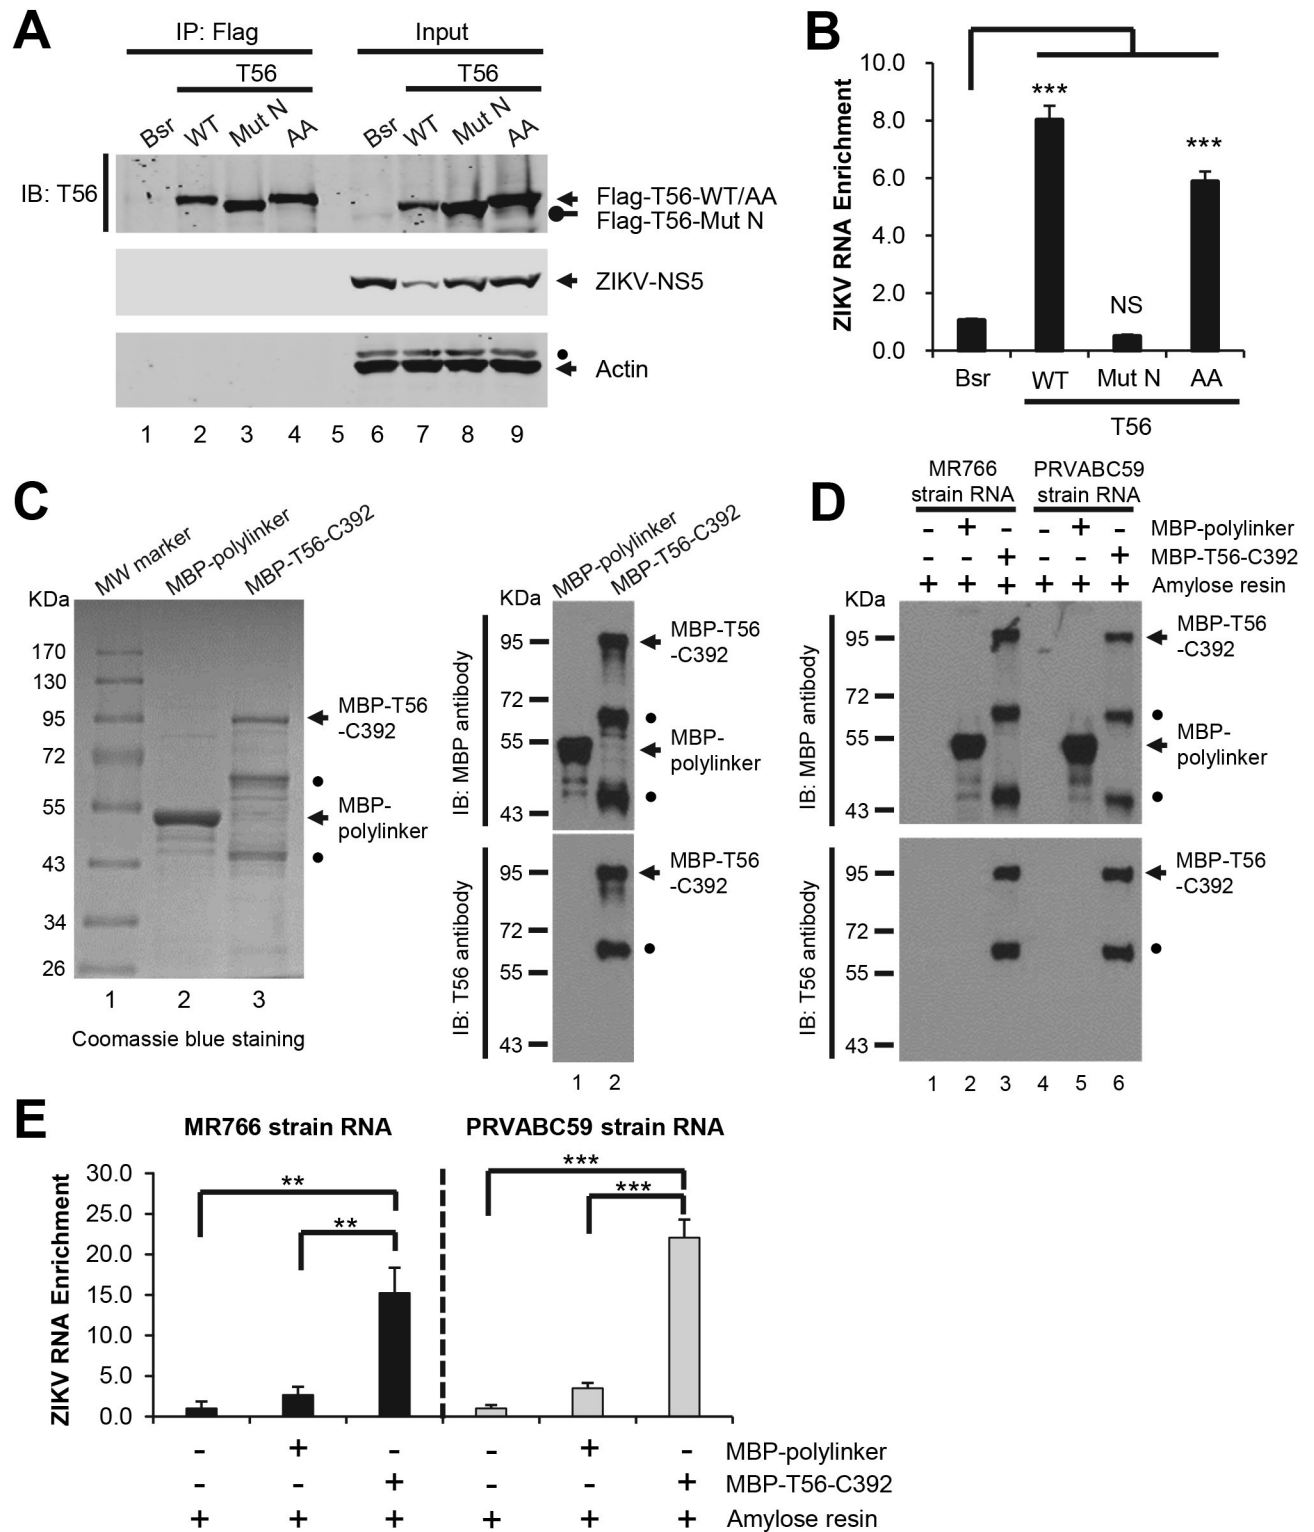 A
IP: Flag
Input
T56
T56
Bsr
WT
Mut N
AA
Bsr
WT
Mut N
AA
IB: T56
Flag-T56-WT/AA
Flag-T56-Mut N
ZIKV-NS5
Actin
1 2 3 4 5 6 7 8 9
B
ZIKV RNA Enrichment
10.0
8.0
6.0
4.0
2.0
0.0
***
NS
***
Bsr WT Mut N AA
T56
C
MW marker
MBP-polylinker
MBP-T56-C392
KDa
170
130
95
72
55
43
34
26
MBP-T56
-C392
MBP-
polylinker
1 2 3
Coomassie blue staining
MBP-polylinker
MBP-T56-C392
KDa
IB: MBP antibody
95
72
55
43
MBP-T56
-C392
MBP-
polylinker
IB: T56 antibody
95
72
55
43
MBP-T56
-C392
1 2
D
MR766
strain RNA
PRVABC59
strain RNA
- + - - + - MBP-polylinker
- - + - - + MBP-T56-C392
+ + + + + + Amylose resin
KDa
IB: MBP antibody
95
72
55
43
MBP-T56
-C392
MBP-
polylinker
IB: T56 antibody
95
72
55
43
MBP-T56
-C392
1 2 3 4 5 6
E
MR766 strain RNA
PRVABC59 strain RNA
ZIKV RNA Enrichment
30.0
25.0
20.0
15.0
10.0
5.0
0.0
**
**
***
***
- + - - + - MBP-polylinker
- - + - - + MBP-T56-C392
+ + + + + + Amylose resin